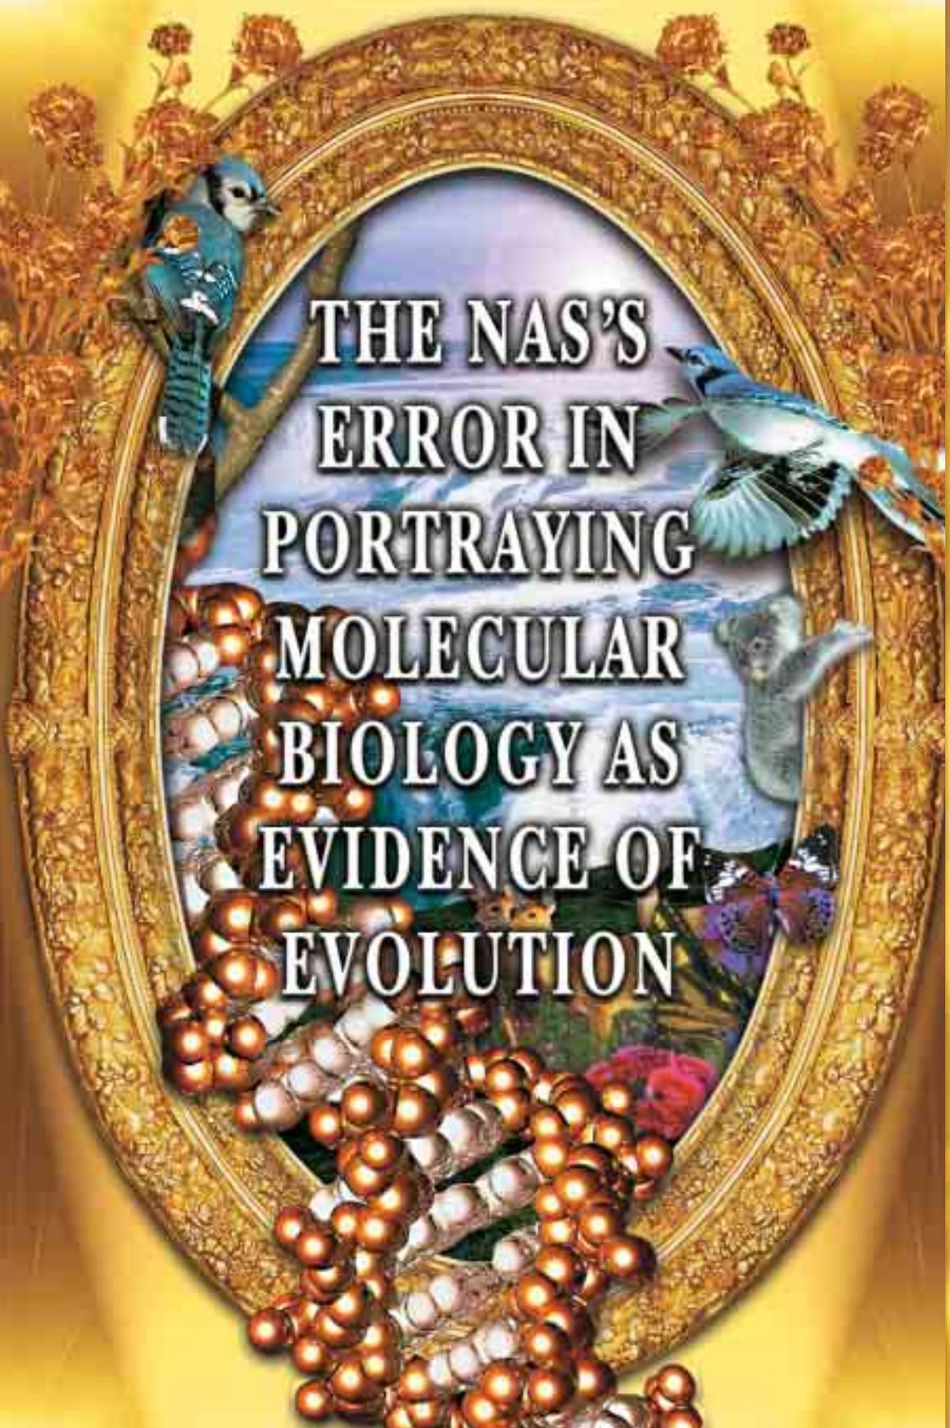 THE NAS'S
ERROR IN
PORTRAYING
MOLECULAR
BIOLOGY AS
EVIDENCE OF
EVOLUTION